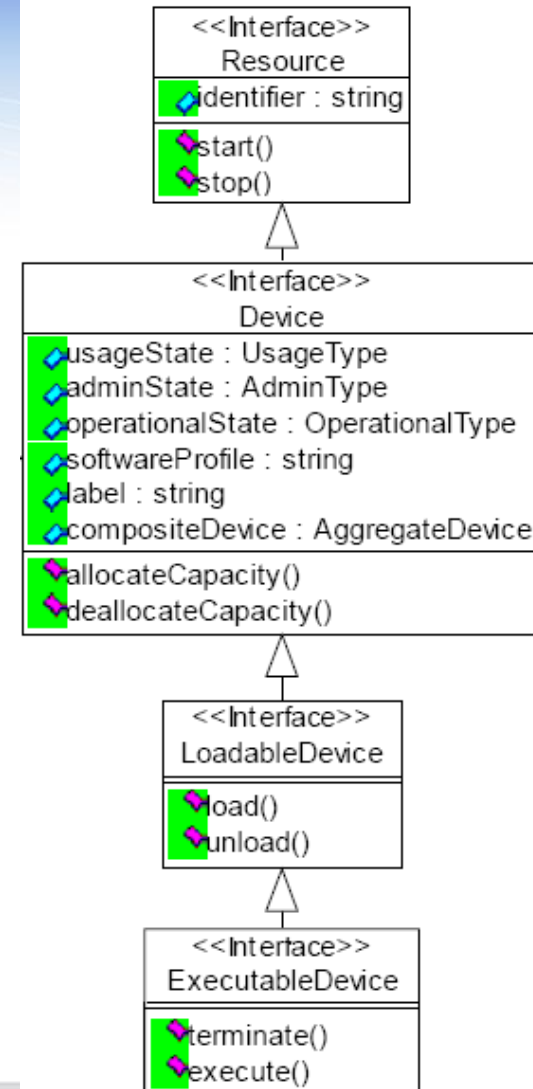 <<Interface>>
Resource
identifier : string
start()
stop()
<<Interface>>
Device
usageState : UsageType
adminState : AdminType
operationalState : OperationalType
softwareProfile : string
label : string
compositeDevice : AggregateDevice
allocateCapacity()
deallocateCapacity()
<<Interface>>
LoadableDevice
load()
unload()
<<Interface>>
ExecutableDevice
terminate()
execute()